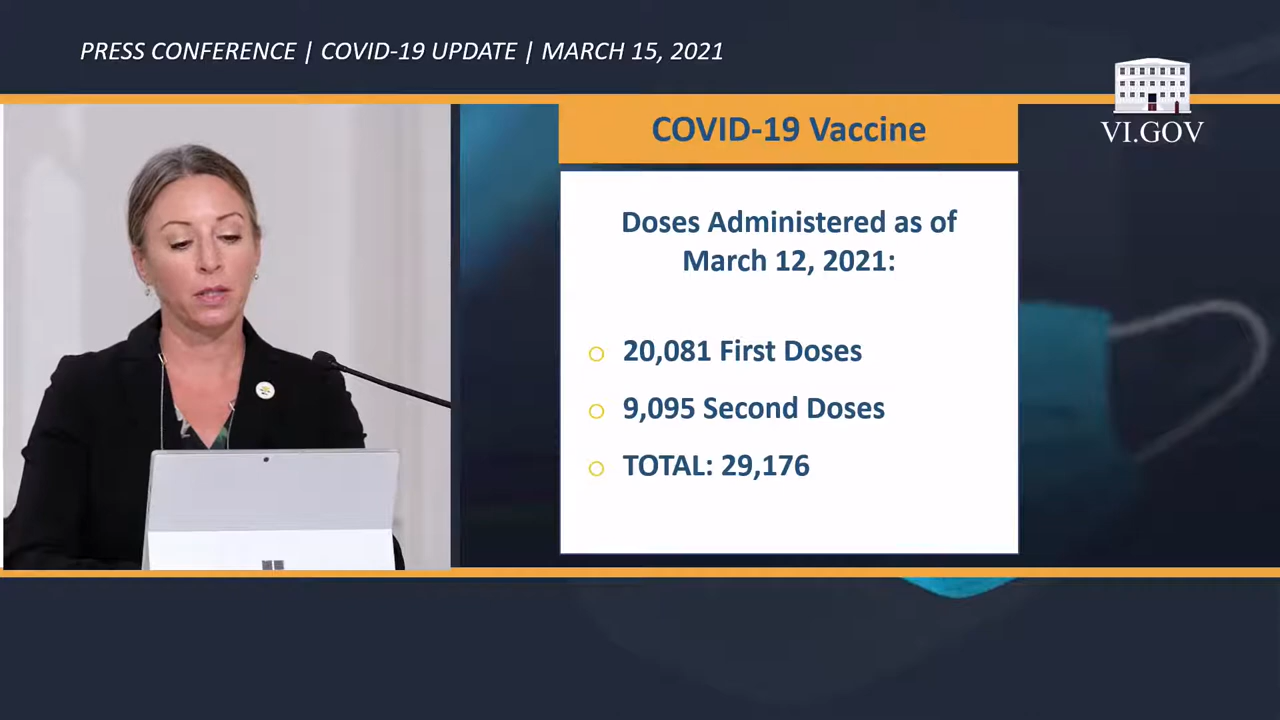 PRESS CONFERENCE | COVID-19 UPDATE | MARCH 15, 2021
VI.GOV
COVID-19 Vaccine
Doses Administered as of
March 12, 2021:
20,081 First Doses
9,095 Second Doses
TOTAL: 29,176